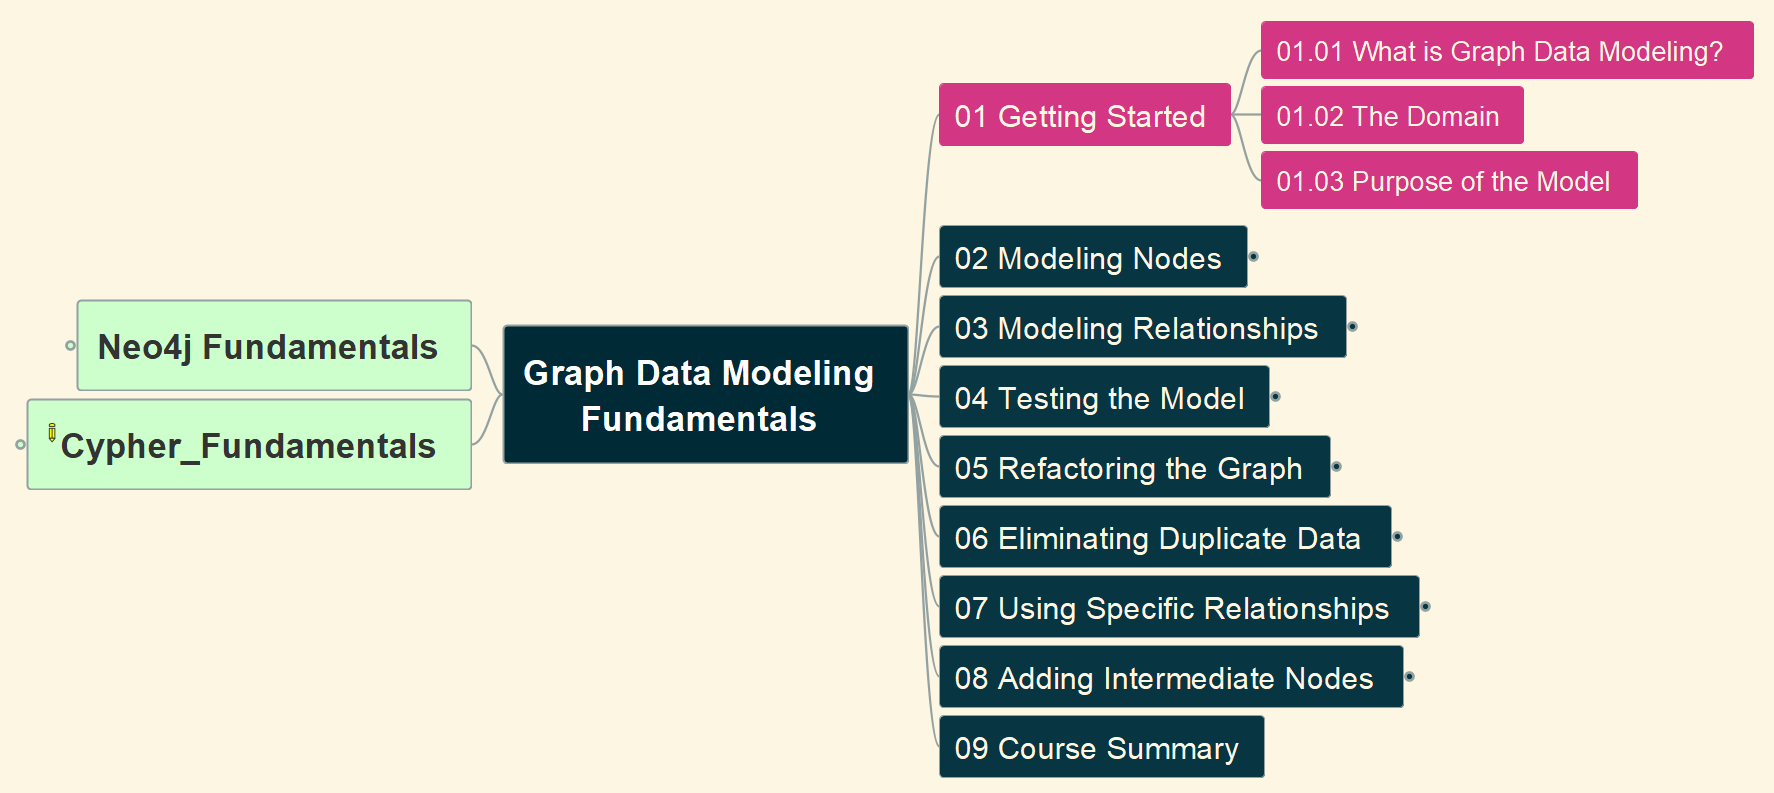 Neo4j Fundamentals
Cypher_Fundamentals
Graph Data Modeling
Fundamentals
01 Getting Started
01.01 What is Graph Data Modeling?
01.02 The Domain
01.03 Purpose of the Model
02 Modeling Nodes
03 Modeling Relationships
04 Testing the Model
05 Refactoring the Graph
06 Eliminating Duplicate Data
07 Using Specific Relationships
08 Adding Intermediate Nodes
09 Course Summary